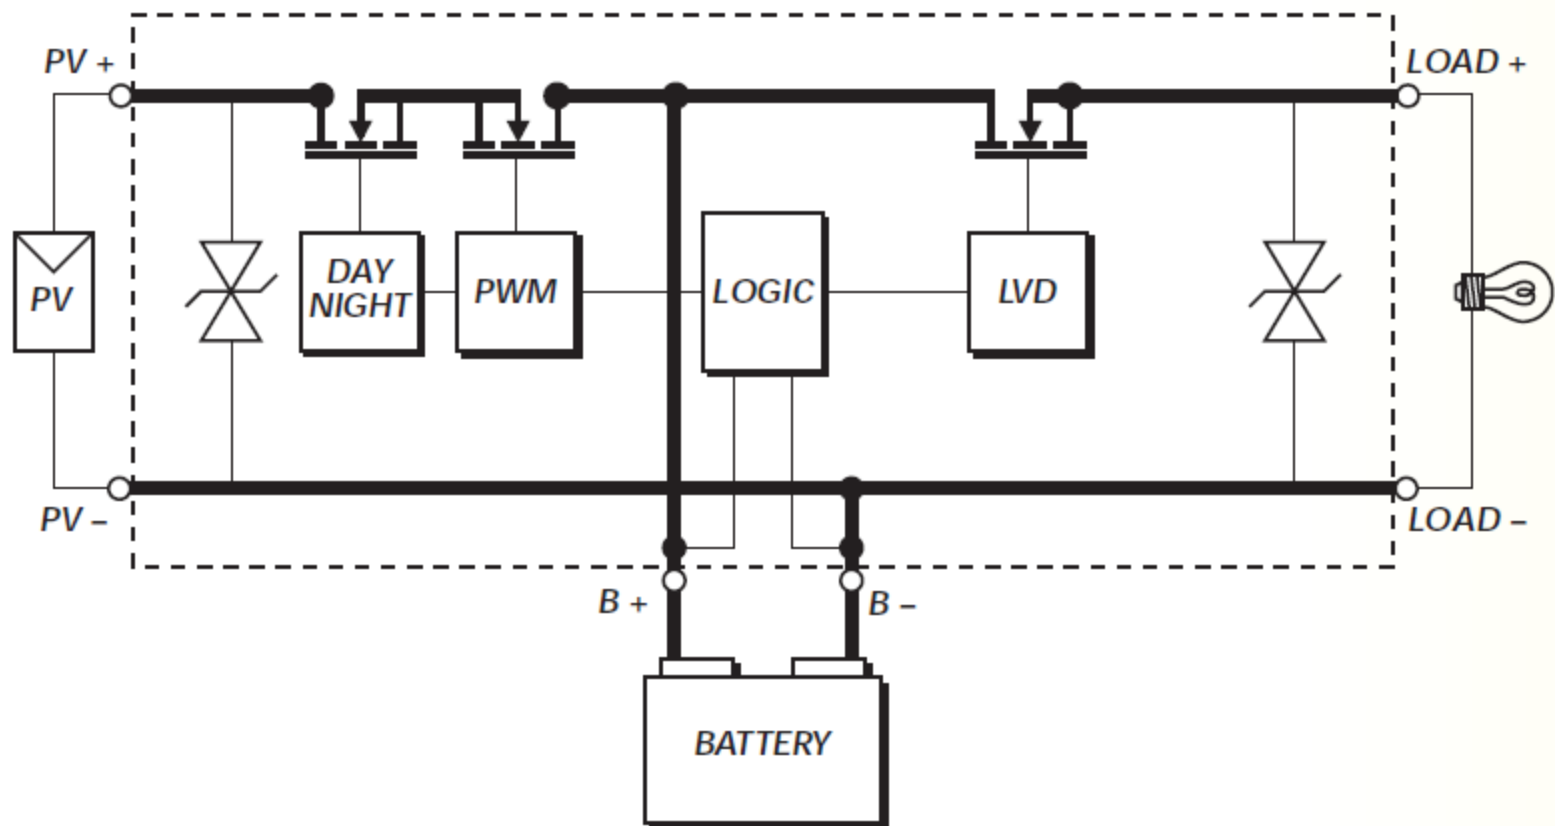 PV +
LOAD +
PV
DAY
NIGHT
PWM
LOGIC
LVD
PV –
LOAD –
B +
B –
BATTERY